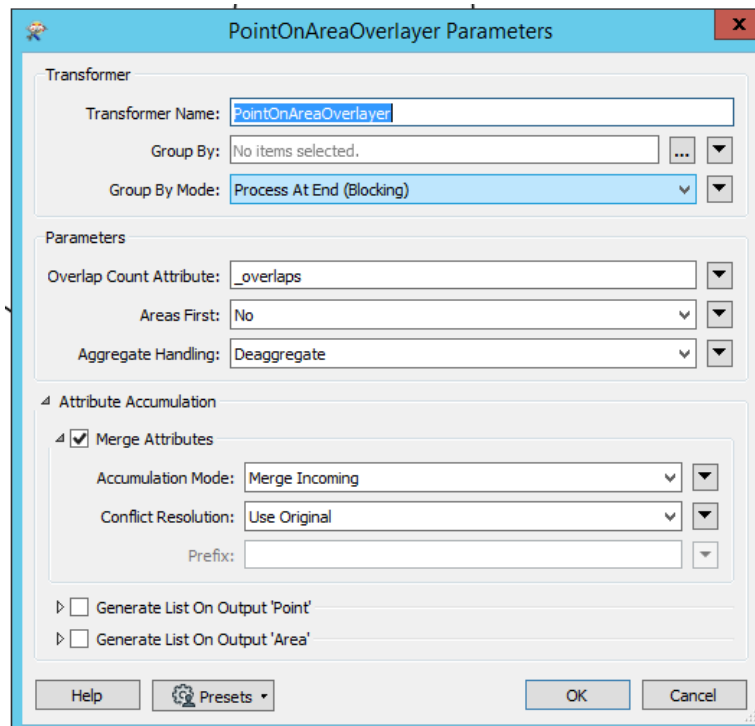 PointOnAreaOverlayer Parameters
x
Transformer
Transformer Name: PointOnAreaOverlayer
Group By: No items selected. ...
Group By Mode: Process At End (Blocking)
Parameters
Overlap Count Attribute: _overlaps
Areas First: No
Aggregate Handling: Deaggregate
Attribute Accumulation
Merge Attributes
Accumulation Mode: Merge Incoming
Conflict Resolution: Use Original
Prefix:
Generate List On Output 'Point'
Generate List On Output 'Area'
Help Presets OK Cancel